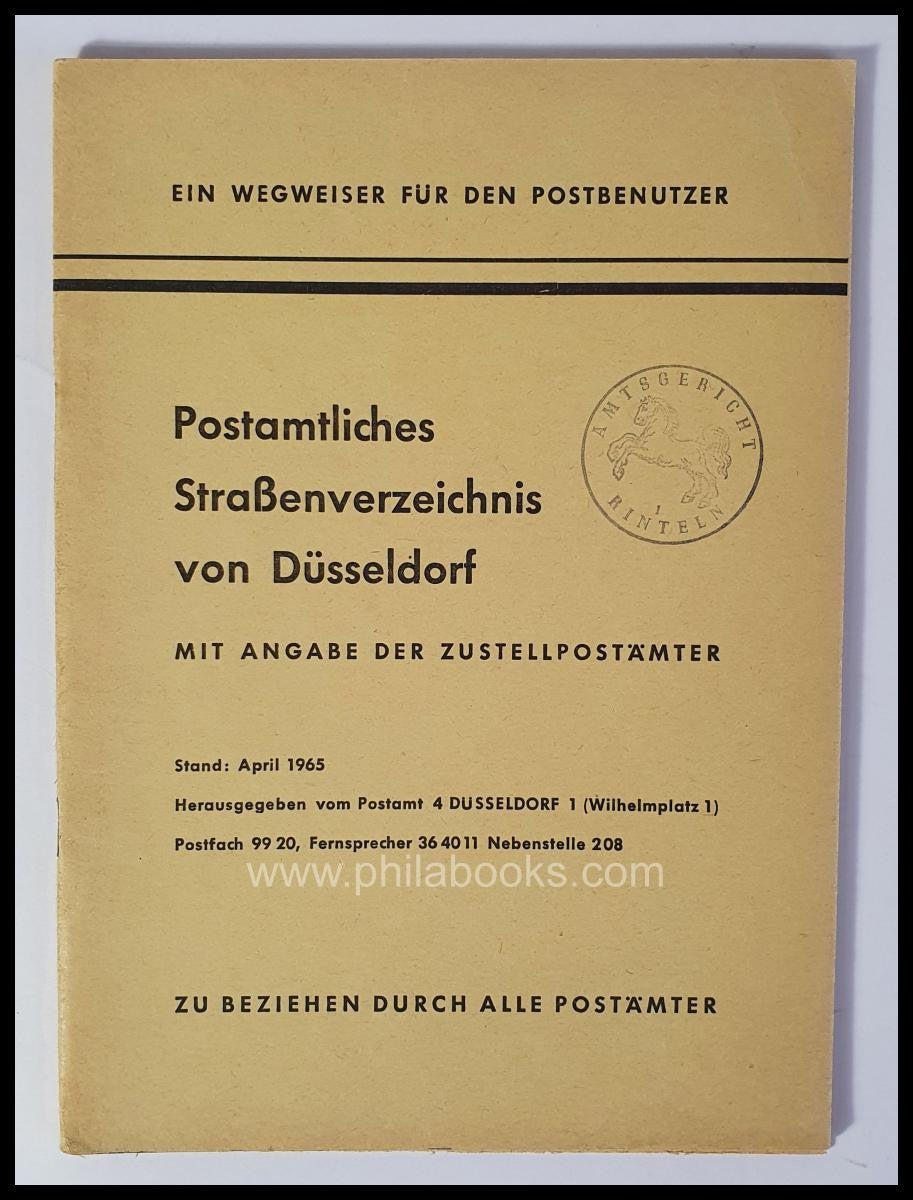 EIN WEGWEISER FÜR DEN POSTBENUTZER
AMTSGERICHT
1
RINTELN
Postamtliches
Straßenverzeichnis
von Düsseldorf
MIT ANGABE DER ZUSTELLPOSTÄMTER
Stand: April 1965
Herausgegeben vom Postamt 4 DÜSSELDORF 1 (Wilhelmplatz 1)
Postfach 99 20, Fernsprecher 36 40 11 Nebenstelle 208
www.philabooks.com
ZU BEZIEHEN DURCH ALLE POSTÄMTER